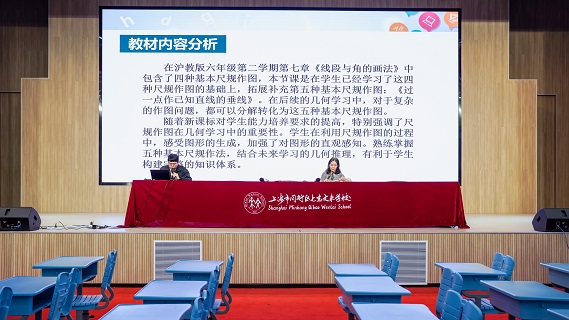 教材内容分析
在沪教版六年级第二学期第七章《线段与角的画法》中
包含了四种基本尺规作图，本节课是在学生已经学习了这四
种尺规作图的基础上，拓展补充第五种基本尺规作图：《过
一点作已知直线的垂线》。在后续的几何学习中，对于复杂
的作图问题，都可以分解转化为这五种基本尺规作图。
随着新课标对学生能力培养要求的提高，特别强调了尺
规作图在几何学习中的重要性。学生在利用尺规作图的过程
中，感受图形的生成，加强了对图形的直观感知。熟练掌握
五种基本尺规作法，结合未来学习的几何推理，有利于学生
构建 的知识体系。
上海市闵行区上宝文来学校
Shanghai Minhang Qibao Wenlai School